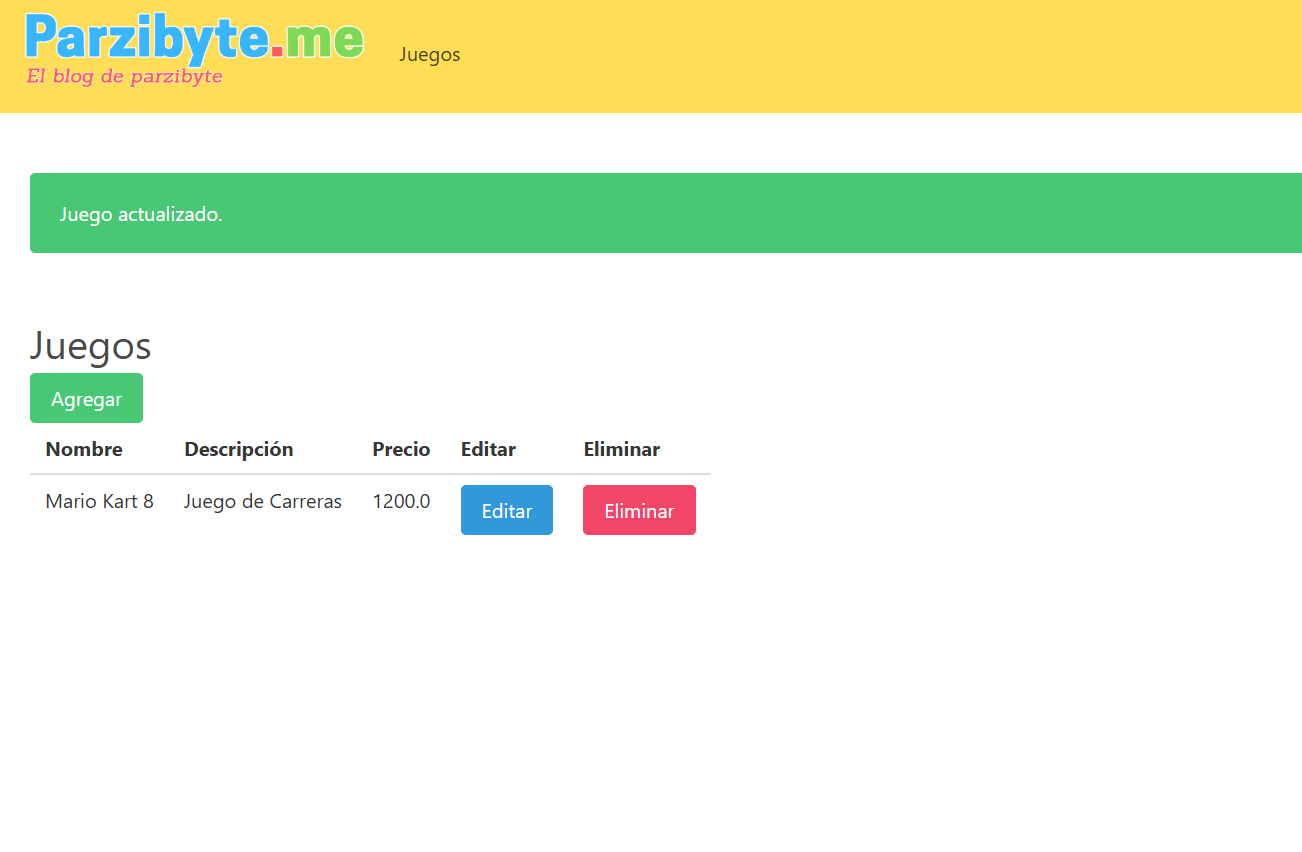 Parzibyte.me
El blog de parzibyte
Juegos
Juego actualizado.
Juegos
Agregar
Nombre Descripción Precio Editar Eliminar
Mario Kart 8 Juego de Carreras 1200.0 Editar Eliminar